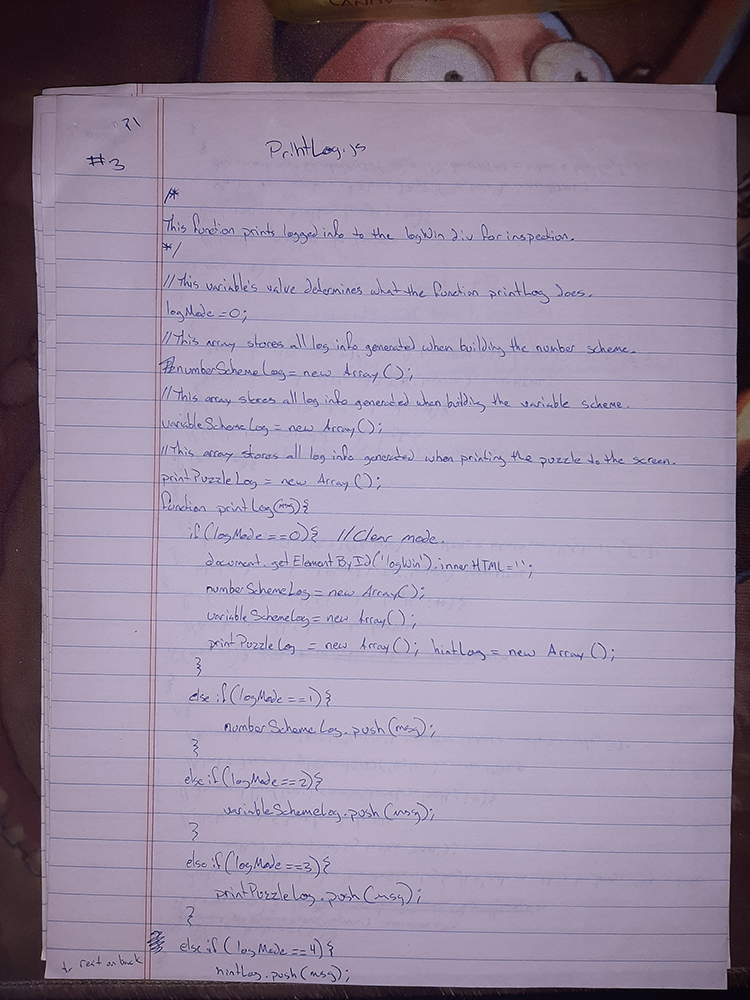 21
#3
PrintLog.js
/*
This function prints logged info to the logWin div for inspection.
*/
//This variable's value determines what the function printLog does.
logMode=0;
//This array stores all log info generated when building the number scheme.
numberSchemeLog= new Array();
//This array stores all log info generated when building the variable scheme.
variableSchemeLog = new Array();
//This array stores all log info generated when printing the puzzle to the screen.
printPuzzleLog = new Array();
function printLog(msg){
if(logMode==0){ //Clear mode.
document.getElementById('logWin').innerHTML='';
numberSchemeLog= new Array();
variableSchemeLog= new Array();
printPuzzleLog = new Array(); hintLog = new Array();
}
else if(logMode==1){
numberSchemeLog.push(msg);
}
else if(logMode==2){
variableSchemeLog.push(msg);
}
else if(logMode==3){
printPuzzleLog.push(msg);
}
else if(logMode==4){
↓ rest on back
hintLog.push(msg);